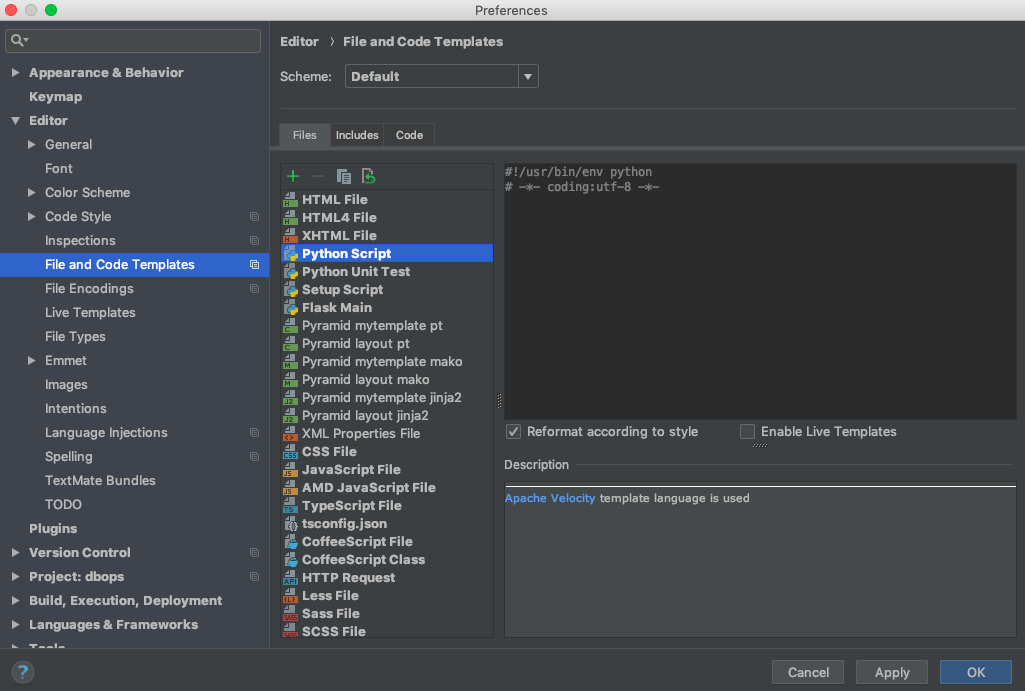 Preferences
Appearance & Behavior
Keymap
Editor
General
Font
Color Scheme
Code Style
Inspections
File and Code Templates
File Encodings
Live Templates
File Types
Emmet
Images
Intentions
Language Injections
Spelling
TextMate Bundles
TODO
Plugins
Version Control
Project: dbops
Build, Execution, Deployment
Languages & Frameworks
Tools
Editor › File and Code Templates
Scheme: Default
Files Includes Code
HTML File
HTML4 File
XHTML File
Python Script
Python Unit Test
Setup Script
Flask Main
Pyramid mytemplate pt
Pyramid layout pt
Pyramid mytemplate mako
Pyramid layout mako
Pyramid mytemplate jinja2
Pyramid layout jinja2
XML Properties File
CSS File
JavaScript File
AMD JavaScript File
TypeScript File
tsconfig.json
CoffeeScript File
CoffeeScript Class
HTTP Request
Less File
Sass File
SCSS File
#!/usr/bin/env python
# -*- coding:utf-8 -*-
Reformat according to style Enable Live Templates
Description
Apache Velocity template language is used
? Cancel Apply OK